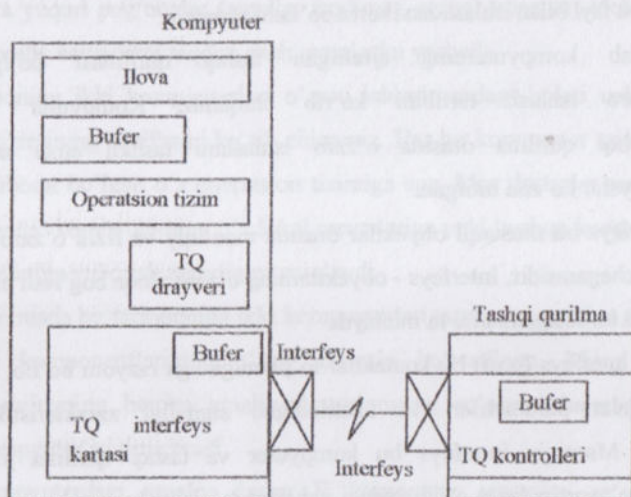 Kompyuter
Ilova
Bufer
Operatsion tizim
TQ
drayveri
Tashqi qurilma
Bufer
Interfeys
Bufer
TQ interfeys
kartasi
TQ kontrolleri
Interfeys